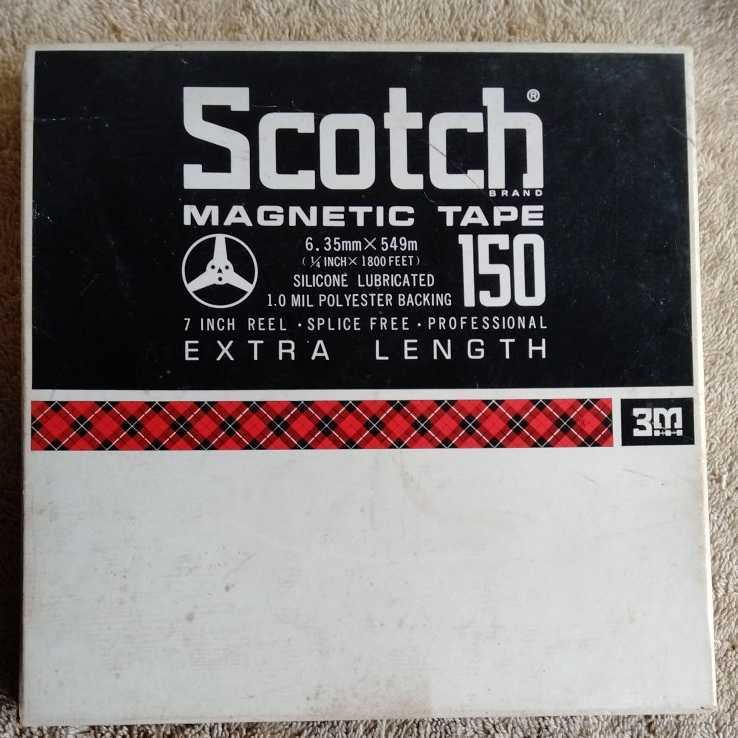 Scotch®
BRAND
MAGNETIC TAPE
6.35mm×549m
(¼ INCH×1800 FEET)
SILICONE LUBRICATED
1.0 MIL POLYESTER BACKING
150
7 INCH REEL・SPLICE FREE・PROFESSIONAL
EXTRA LENGTH
3M